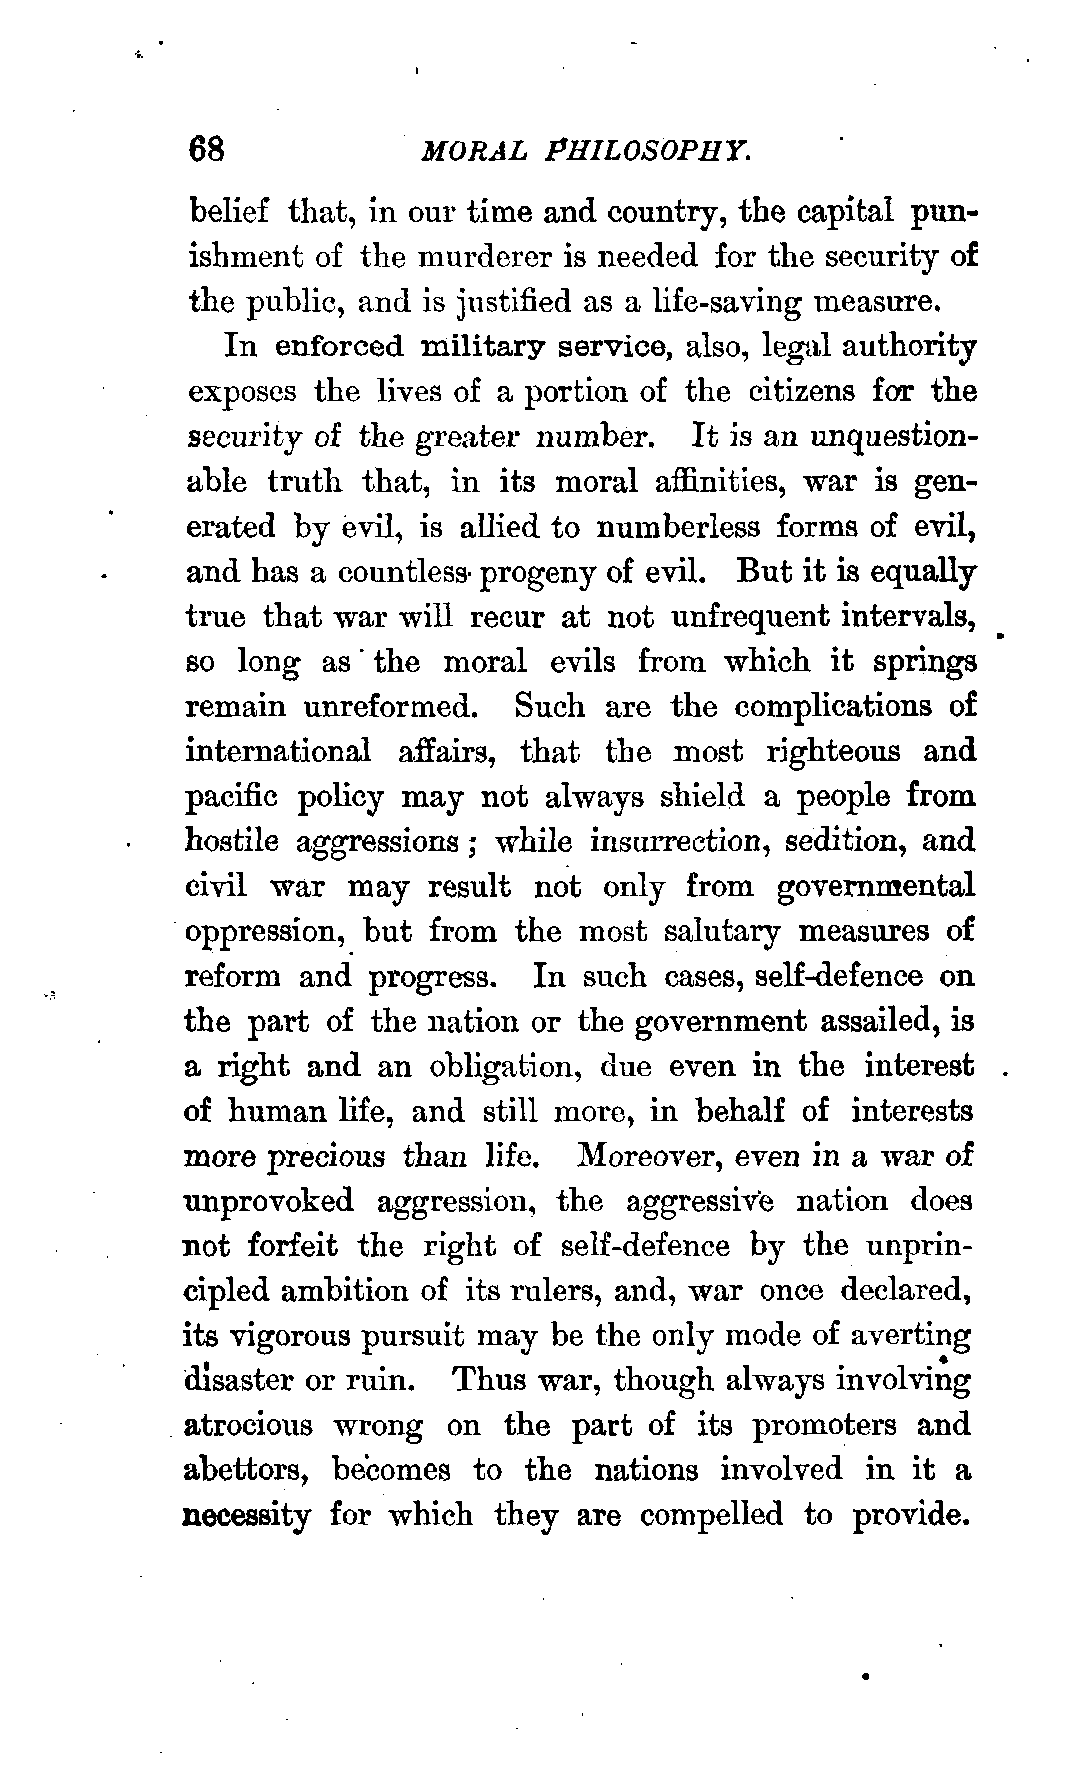 68 MORAL PHILOSOPHY.
belief that, in our time and country, the capital pun-
ishment of the murderer is needed for the security of
the public, and is justified as a life-saving measure.
In enforced military service, also, legal authority
exposes the lives of a portion of the citizens for the
security of the greater number. It is an unquestion-
able truth that, in its moral affinities, war is gen-
erated by evil, is allied to numberless forms of evil,
and has a countless progeny of evil. But it is equally
true that war will recur at not unfrequent intervals,
so long as the moral evils from which it springs
remain unreformed. Such are the complications of
international affairs, that the most righteous and
pacific policy may not always shield a people from
hostile aggressions ; while insurrection, sedition, and
civil war may result not only from governmental
oppression, but from the most salutary measures of
reform and progress. In such cases, self-defence on
the part of the nation or the government assailed, is
a right and an obligation, due even in the interest
of human life, and still more, in behalf of interests
more precious than life. Moreover, even in a war of
unprovoked aggression, the aggressive nation does
not forfeit the right of self-defence by the unprin-
cipled ambition of its rulers, and, war once declared,
its vigorous pursuit may be the only mode of averting
disaster or ruin. Thus war, though always involving
atrocious wrong on the part of its promoters and
abettors, becomes to the nations involved in it a
necessity for which they are compelled to provide.